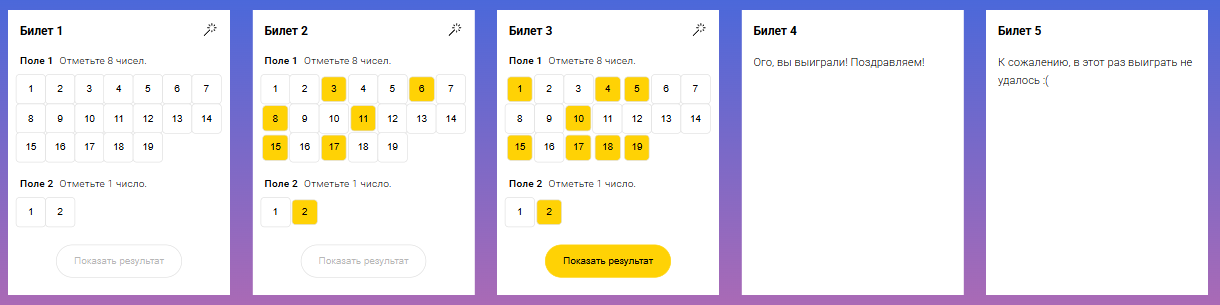 Билет 1
Поле 1 Отметьте 8 чисел.
1 2 3 4 5 6 7
8 9 10 11 12 13 14
15 16 17 18 19
Поле 2 Отметьте 1 число.
1 2
Показать результат
Билет 2
Поле 1 Отметьте 8 чисел.
1 2 3 4 5 6 7
8 9 10 11 12 13 14
15 16 17 18 19
Поле 2 Отметьте 1 число.
1 2
Показать результат
Билет 3
Поле 1 Отметьте 8 чисел.
1 2 3 4 5 6 7
8 9 10 11 12 13 14
15 16 17 18 19
Поле 2 Отметьте 1 число.
1 2
Показать результат
Билет 4
Ого, вы выиграли! Поздравляем!
Билет 5
К сожалению, в этот раз выиграть не
удалось :(